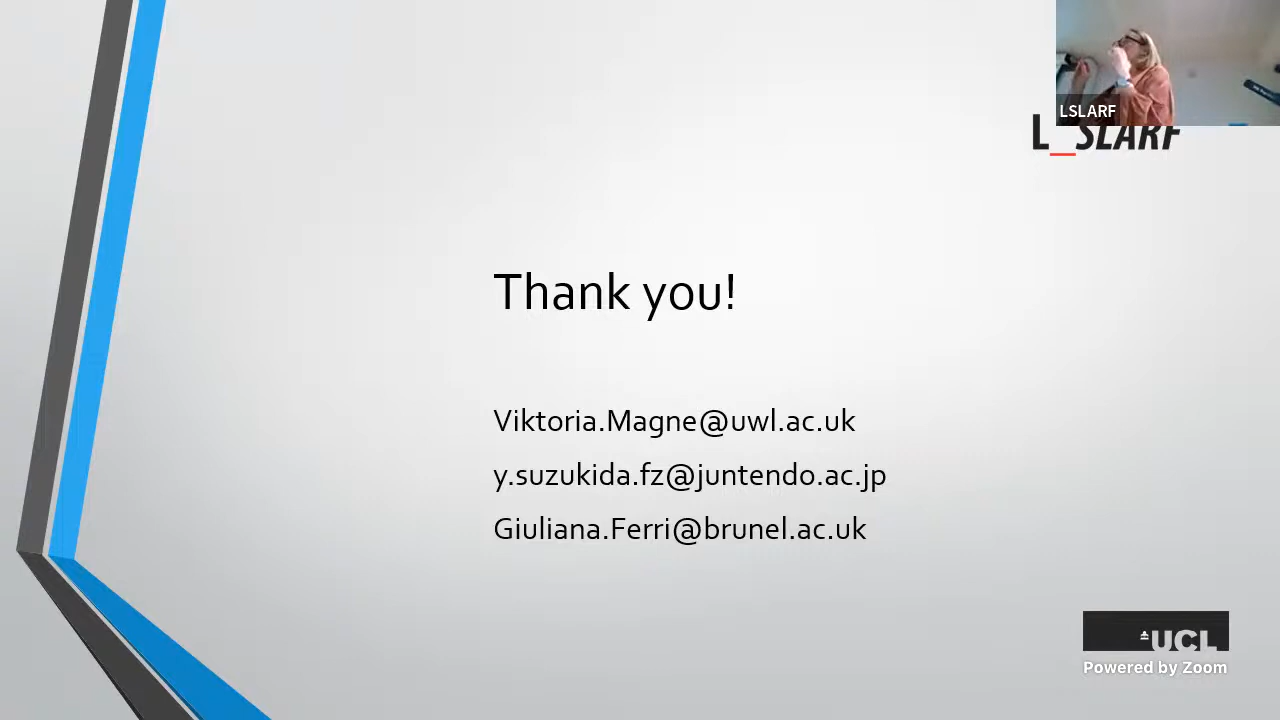 LSLARF
L_SLARF
Thank you!
Viktoria.Magne@uwl.ac.uk
y.suzukida.fz@juntendo.ac.jp
Giuliana.Ferri@brunel.ac.uk
UCL
Powered by Zoom